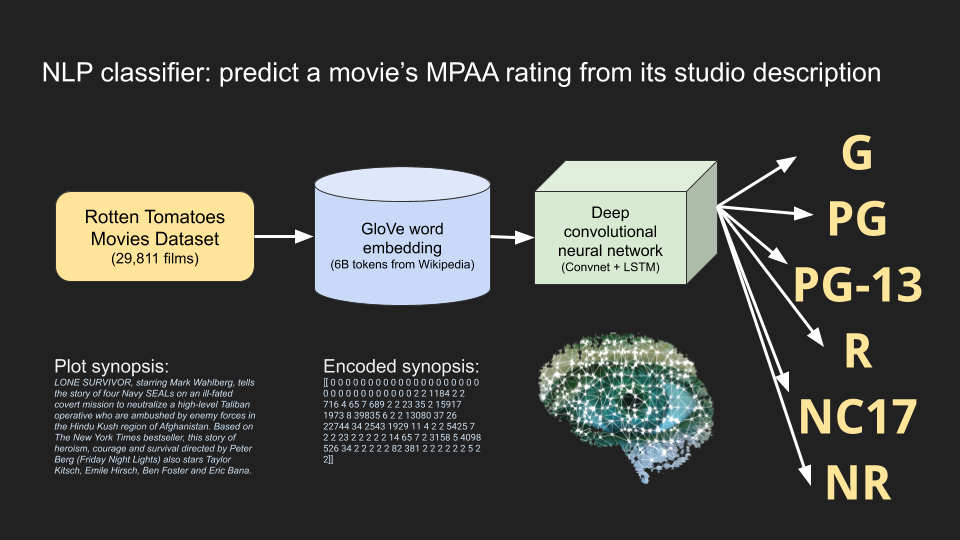 NLP classifier: predict a movie’s MPAA rating from its studio description
Rotten Tomatoes
Movies Dataset
(29,811 films)
GloVe word
embedding
(6B tokens from Wikipedia)
Deep
convolutional
neural network
(Convnet + LSTM)
G
PG
PG-13
R
NC17
NR
Plot synopsis:
LONE SURVIVOR, starring Mark Wahlberg, tells
the story of four Navy SEALs on an ill-fated
covert mission to neutralize a high-level Taliban
operative who are ambushed by enemy forces in
the Hindu Kush region of Afghanistan. Based on
The New York Times bestseller, this story of
heroism, courage and survival directed by Peter
Berg (Friday Night Lights) also stars Taylor
Kitsch, Emile Hirsch, Ben Foster and Eric Bana.
Encoded synopsis:
[[ 0 0 0 0 0 0 0 0 0 0 0 0 0 0 0 0 0 0 0 0
0 0 0 0 0 0 0 0 0 0 0 0 2 2 1184 2 2
716 4 65 7 689 2 2 23 35 2 15917
1973 8 39835 6 2 2 13080 37 26
22744 34 2543 1929 11 4 2 2 5425 7
2 2 23 2 2 2 2 2 14 65 7 2 3158 5 4098
526 34 2 2 2 2 2 82 381 2 2 2 2 2 2 5 2
2]]